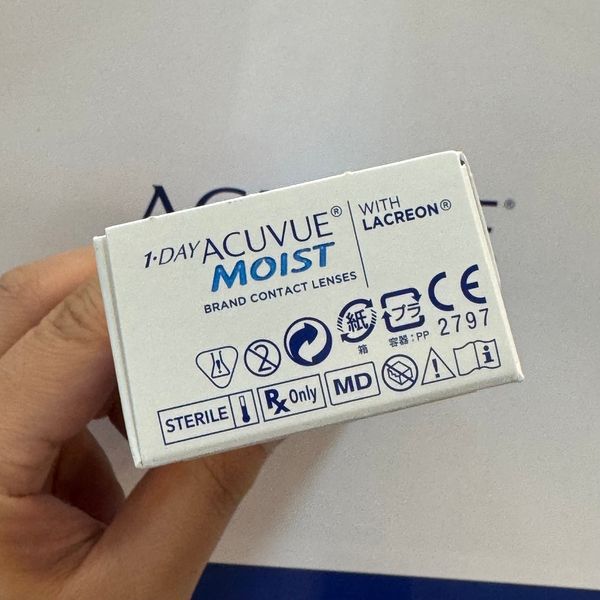 1·DAY ACUVUE®
MOIST
BRAND CONTACT LENSES
WITH
LACREON®
紙
箱
プラ
容器:PP
CE
2797
2
STERILE
Rx Only
MD